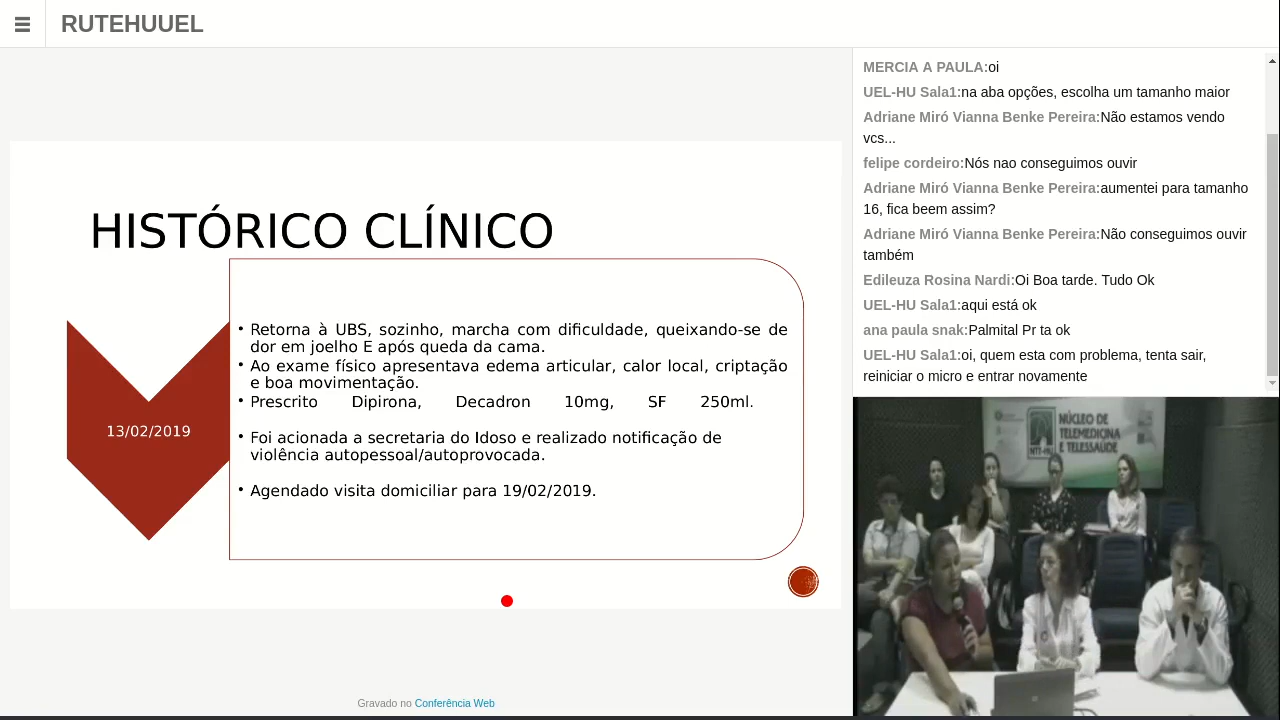 RUTEHUUEL
HISTÓRICO CLÍNICO
13/02/2019
• Retorna à UBS, sozinho, marcha com dificuldade, queixando-se de
dor em joelho E após queda da cama.
• Ao exame físico apresentava edema articular, calor local, criptação
e boa movimentação.
• Prescrito Dipirona, Decadron 10mg, SF 250ml.
• Foi acionada a secretaria do Idoso e realizado notificação de
violência autopessoal/autoprovocada.
• Agendado visita domiciliar para 19/02/2019.
Gravado no Conferência Web
MERCIA A PAULA:oi
UEL-HU Sala1:na aba opções, escolha um tamanho maior
Adriane Miró Vianna Benke Pereira:Não estamos vendo
vcs...
felipe cordeiro:Nós nao conseguimos ouvir
Adriane Miró Vianna Benke Pereira:aumentei para tamanho
16, fica beem assim?
Adriane Miró Vianna Benke Pereira:Não conseguimos ouvir
também
Edileuza Rosina Nardi:Oi Boa tarde. Tudo Ok
UEL-HU Sala1:aqui está ok
ana paula snak:Palmital Pr ta ok
UEL-HU Sala1:oi, quem esta com problema, tenta sair,
reiniciar o micro e entrar novamente
NÚCLEO DE
TELEMEDICINA
E TELESSAÚDE
NTT-HU